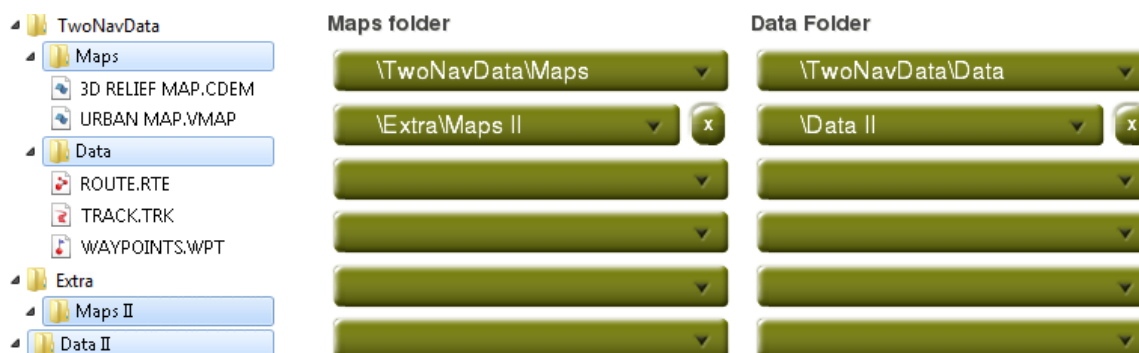 TwoNavData
Maps
3D RELIEF MAP.CDEM
URBAN MAP.VMAP
Data
ROUTE.RTE
TRACK.TRK
WAYPOINTS.WPT
Extra
Maps II
Data II
Maps folder
\TwoNavData\Maps
\Extra\Maps II
x
Data Folder
\TwoNavData\Data
\Data II
x